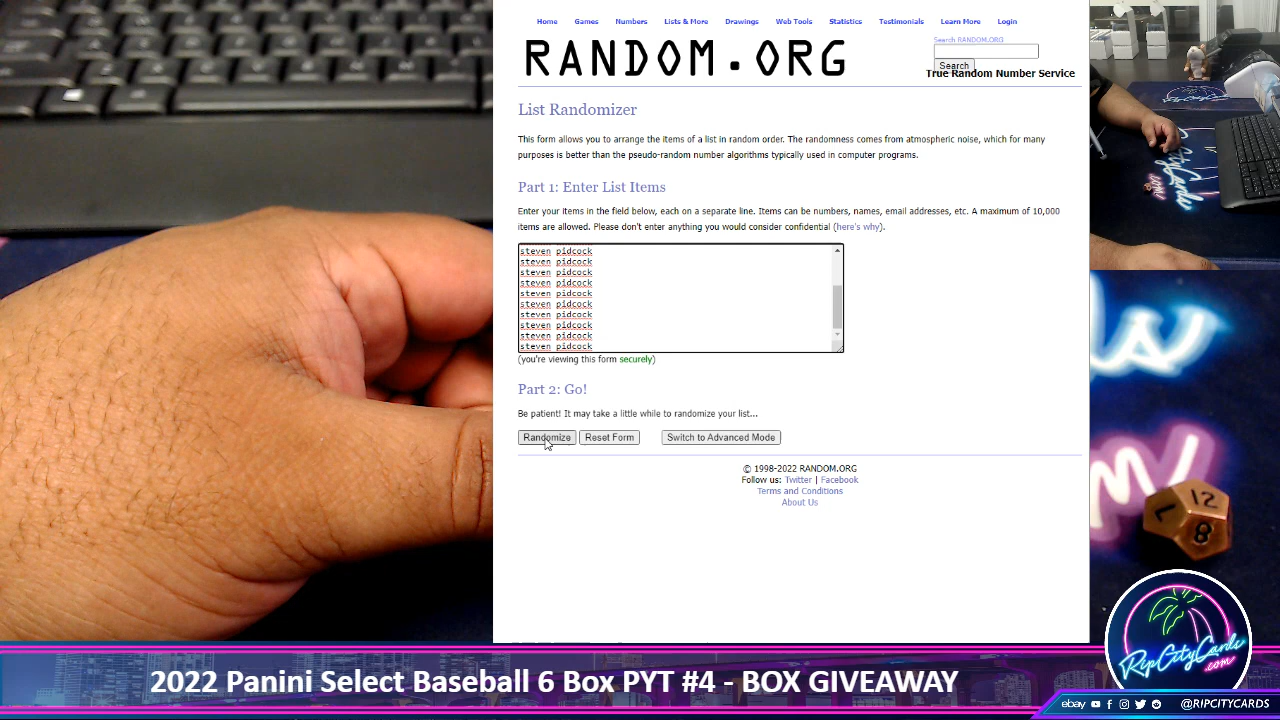 Home Games Numbers Lists & More Drawings Web Tools Statistics Testimonials Learn More Login
RANDOM.ORG
Search RANDOM.ORG
Search
True Random Number Service
List Randomizer
This form allows you to arrange the items of a list in random order. The randomness comes from atmospheric noise, which for many
purposes is better than the pseudo-random number algorithms typically used in computer programs.
Part 1: Enter List Items
Enter your items in the field below, each on a separate line. Items can be numbers, names, email addresses, etc. A maximum of 10,000
items are allowed. Please don't enter anything you would consider confidential (here's why).
steven pidcock
steven pidcock
steven pidcock
steven pidcock
steven pidcock
steven pidcock
steven pidcock
steven pidcock
steven pidcock
steven pidcock
(you're viewing this form securely)
Part 2: Go!
Be patient! It may take a little while to randomize your list...
Randomize Reset Form Switch to Advanced Mode
© 1998-2022 RANDOM.ORG
Follow us: Twitter | Facebook
Terms and Conditions
About Us
12
7
8
RipCityCards
.com
2022 Panini Select Baseball 6 Box PYT #4 - BOX GIVEAWAY
ebay @RIPCITYCARDS